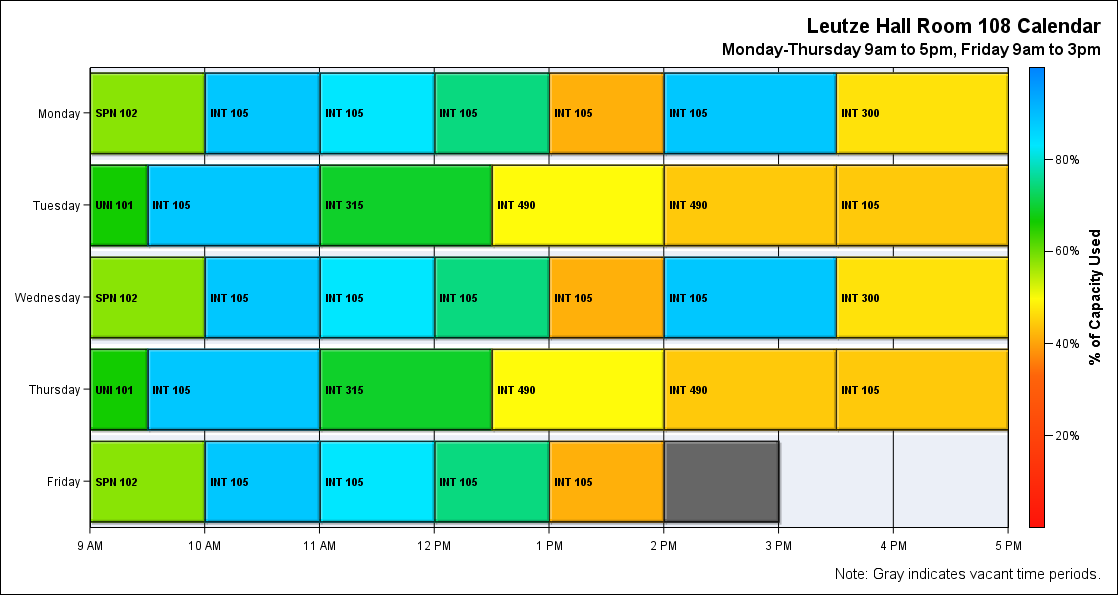 Leutze Hall Room 108 Calendar
Monday-Thursday 9am to 5pm, Friday 9am to 3pm
Monday
SPN 102
INT 105
INT 105
INT 105
INT 105
INT 105
INT 300
Tuesday
UNI 101
INT 105
INT 315
INT 490
INT 490
INT 105
Wednesday
SPN 102
INT 105
INT 105
INT 105
INT 105
INT 105
INT 300
Thursday
UNI 101
INT 105
INT 315
INT 490
INT 490
INT 105
Friday
SPN 102
INT 105
INT 105
INT 105
INT 105
9 AM
10 AM
11 AM
12 PM
1 PM
2 PM
3 PM
4 PM
5 PM
80%
60%
40%
20%
% of Capacity Used
Note: Gray indicates vacant time periods.